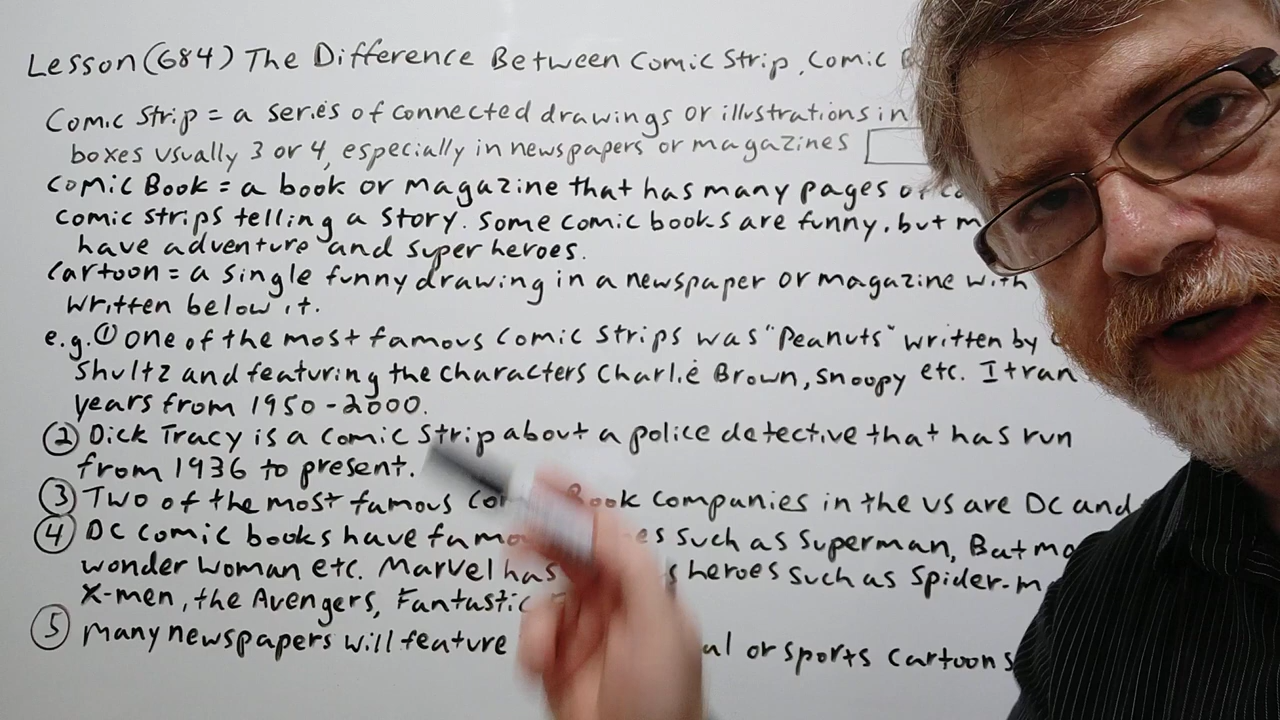 Lesson (684) The Difference Between Comic Strip, Comic
Comic Strip = a series of connected drawings or illustrations in
boxes usually 3 or 4, especially in newspapers or magazines
Comic Book = a book or magazine that has many pages of
comic strips telling a story. Some comic books are funny, but
have adventure and super heroes.
Cartoon = a single funny drawing in a newspaper or magazine with
written below it.
e.g. ① One of the most famous Comic Strips was "Peanuts" written by
Shultz and featuring the characters Charlie Brown, Snoopy etc. It ran
years from 1950-2000.
② Dick Tracy is a comic strip about a police detective that has run
from 1936 to present.
③ Two of the most famous Book companies in the US are DC and
④ DC comic books have such as Superman,
Wonder Woman etc. Marvel has heroes such as
X-men, the Avengers, Fantastic
⑤ Many newspapers will feature or sports cartoons